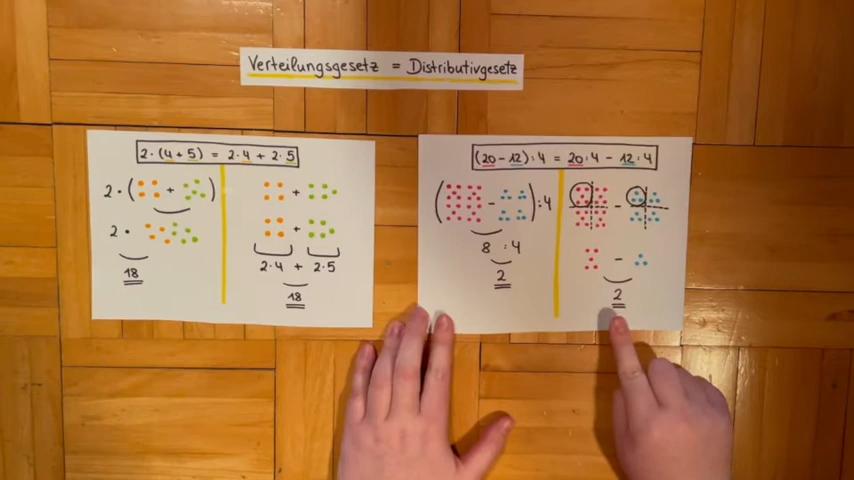 Verteilungsgesetz = Distributivgesetz
2·(4+5) = 2·4 + 2·5
2·( + )
2·
18
+
+
2·4 + 2·5
18
(20-12):4 = 20:4 - 12:4
( - ):4
8 :4
2
-
-
2